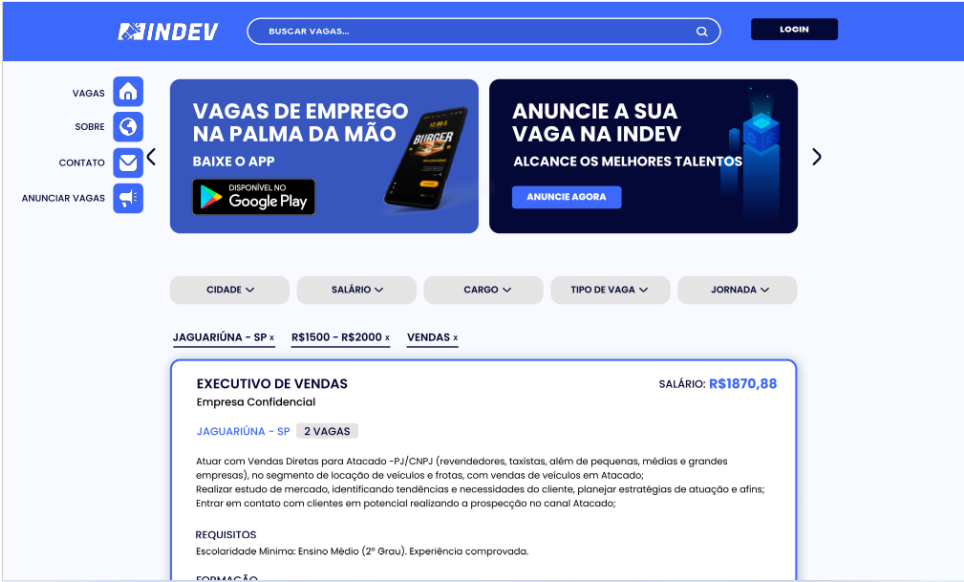 INDEV
BUSCAR VAGAS...
LOGIN
VAGAS
SOBRE
CONTATO
ANUNCIAR VAGAS
VAGAS DE EMPREGO
NA PALMA DA MÃO
BAIXE O APP
DISPONÍVEL NO
Google Play
BURGER
ANUNCIE A SUA
VAGA NA INDEV
ALCANCE OS MELHORES TALENTOS
ANUNCIE AGORA
CIDADE
SALÁRIO
CARGO
TIPO DE VAGA
JORNADA
JAGUARIÚNA - SP x
R$1500 - R$2000 x
VENDAS x
EXECUTIVO DE VENDAS
SALÁRIO: R$1870,88
Empresa Confidencial
JAGUARIÚNA - SP
2 VAGAS
Atuar com Vendas Diretas para Atacado -PJ/CNPJ (revendedores, taxistas, além de pequenas, médias e grandes
empresas), no segmento de locação de veículos e frotas, com vendas de veículos em Atacado;
Realizar estudo de mercado, identificando tendências e necessidades do cliente, planejar estratégias de atuação e afins;
Entrar em contato com clientes em potencial realizando a prospecção no canal Atacado;
REQUISITOS
Escolaridade Minima: Ensino Médio (2º Grau). Experiência comprovada.
FORMAÇÃO